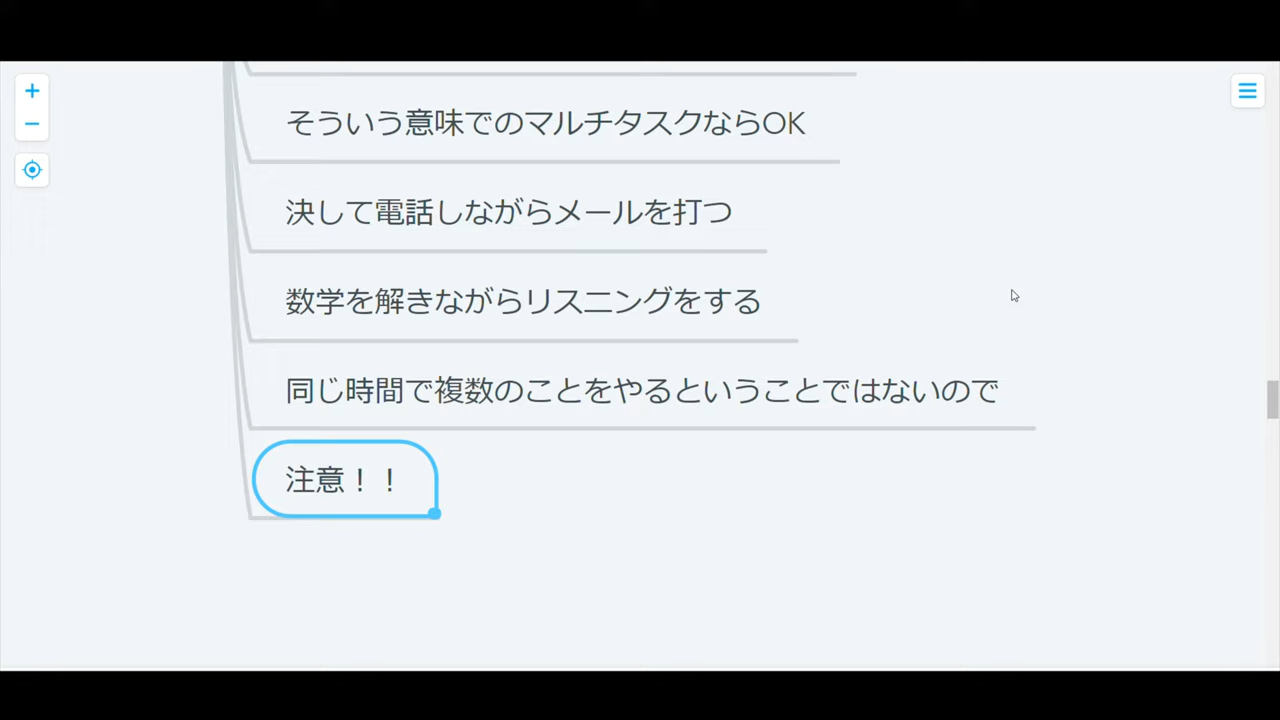 そういう意味でのマルチタスクならOK
決して電話しながらメールを打つ
数学を解きながらリスニングをする
同じ時間で複数のことをやるということではないので
注意！！